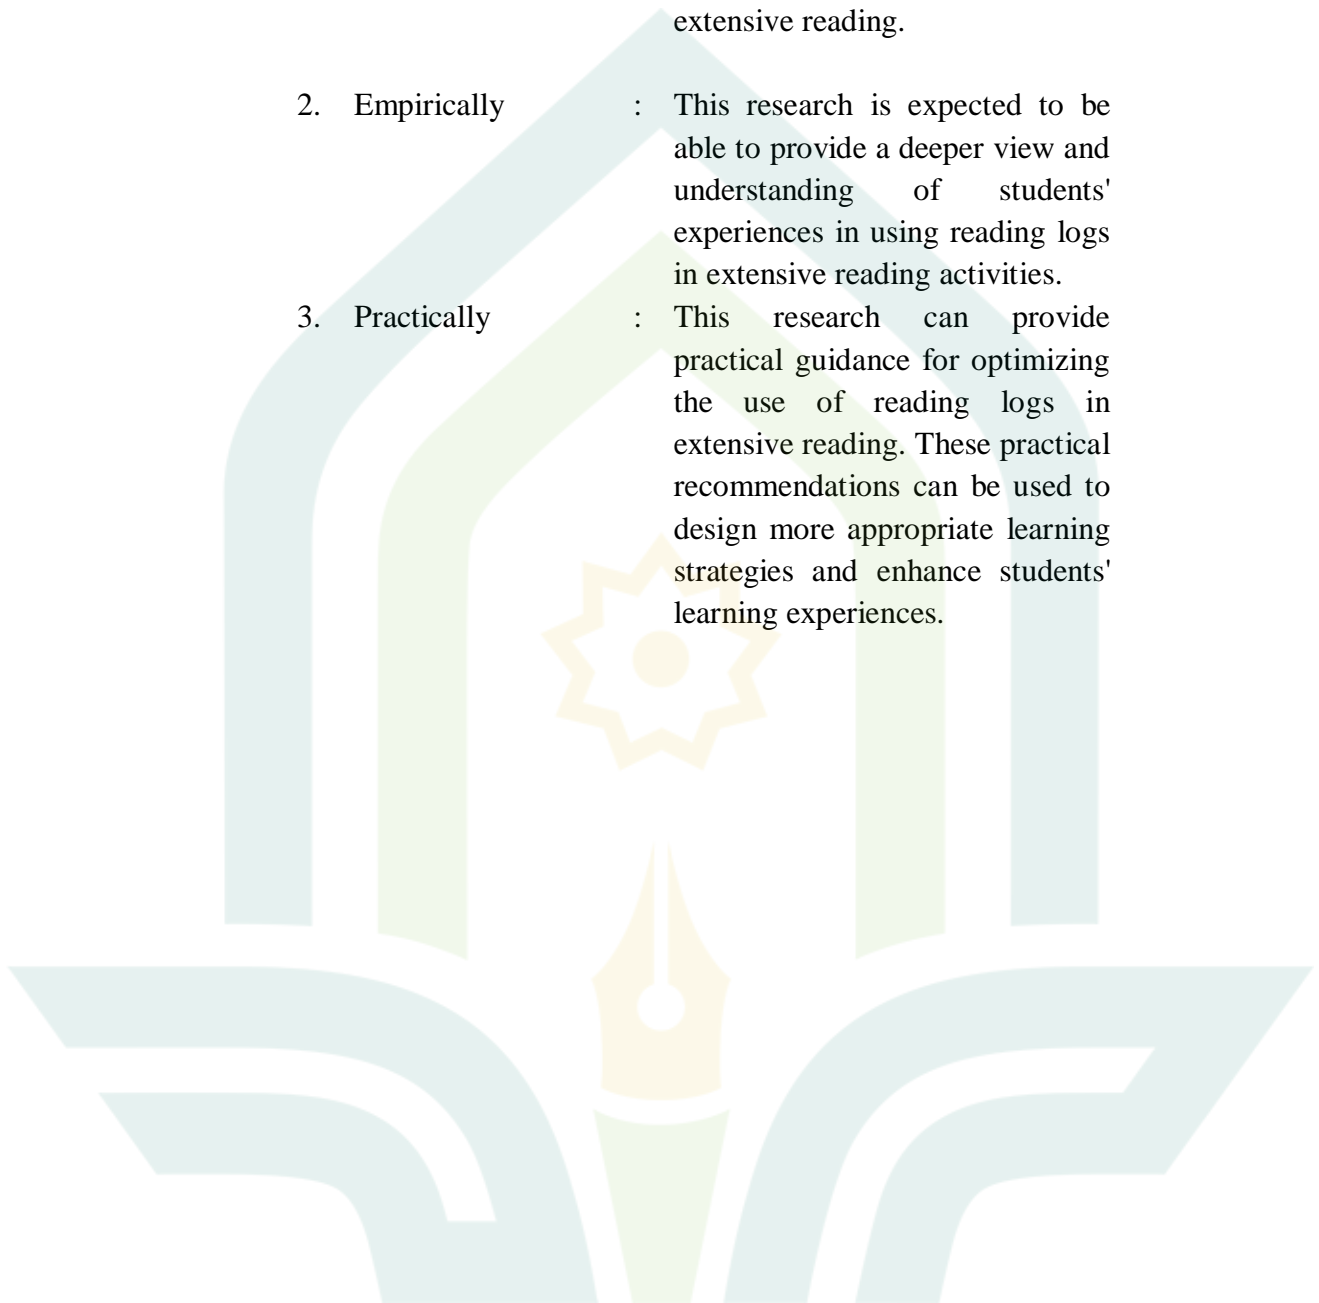 extensive reading.
2. Empirically : This research is expected to be
able to provide a deeper view and
understanding of students'
experiences in using reading logs
in extensive reading activities.
3. Practically : This research can provide
practical guidance for optimizing
the use of reading logs in
extensive reading. These practical
recommendations can be used to
design more appropriate learning
strategies and enhance students'
learning experiences.